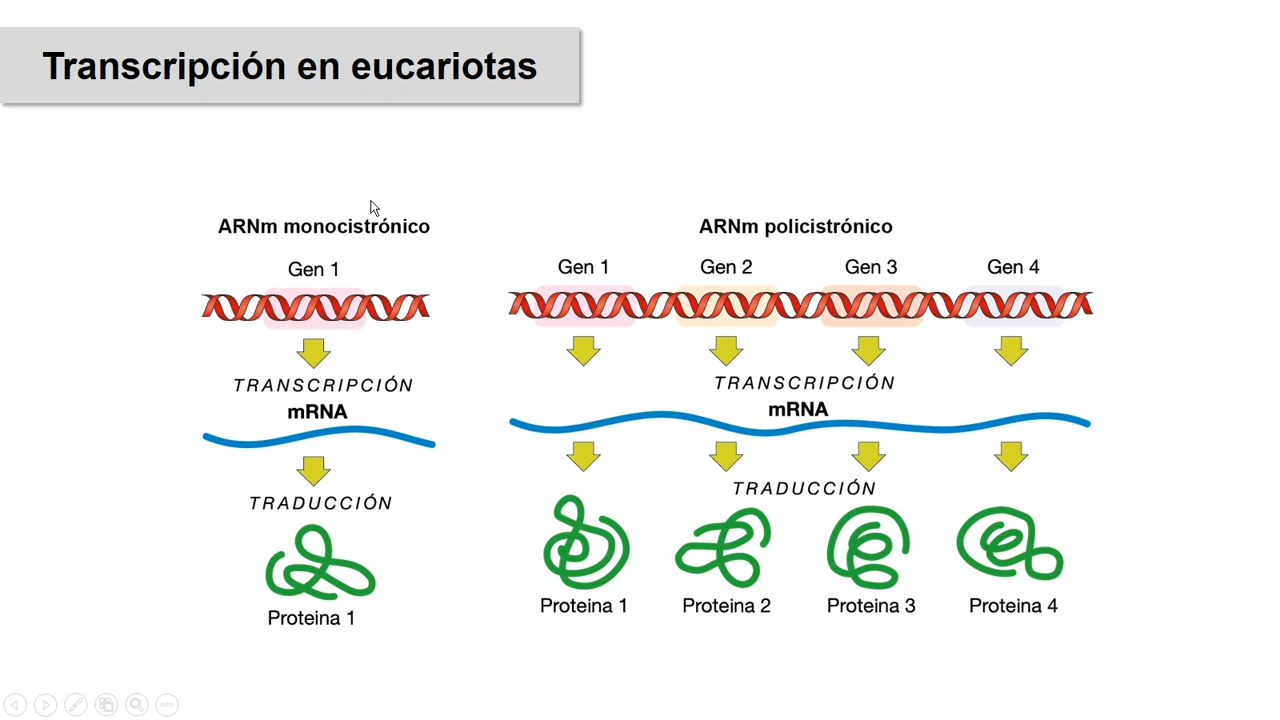 Transcripción en eucariotas
ARNm monocistrónico
Gen 1
TRANSCRIPCIÓN
mRNA
TRADUCCIÓN
Proteina 1
ARNm policistrónico
Gen 1 Gen 2 Gen 3 Gen 4
TRANSCRIPCIÓN
mRNA
TRADUCCIÓN
Proteina 1 Proteina 2 Proteina 3 Proteina 4